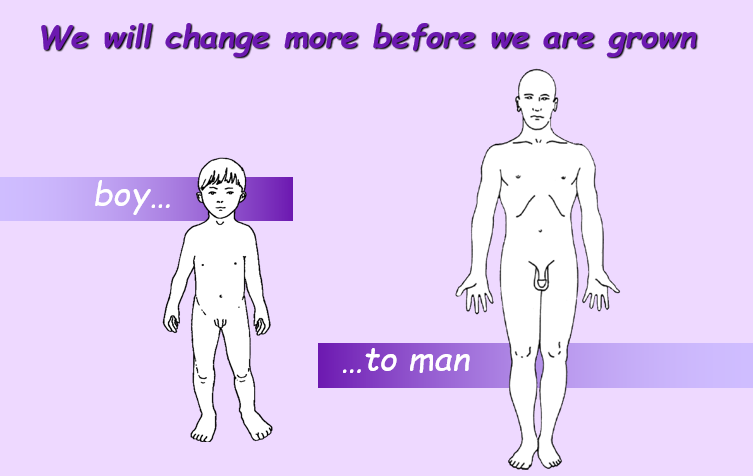 We will change more before we are grown
boy...
...to man